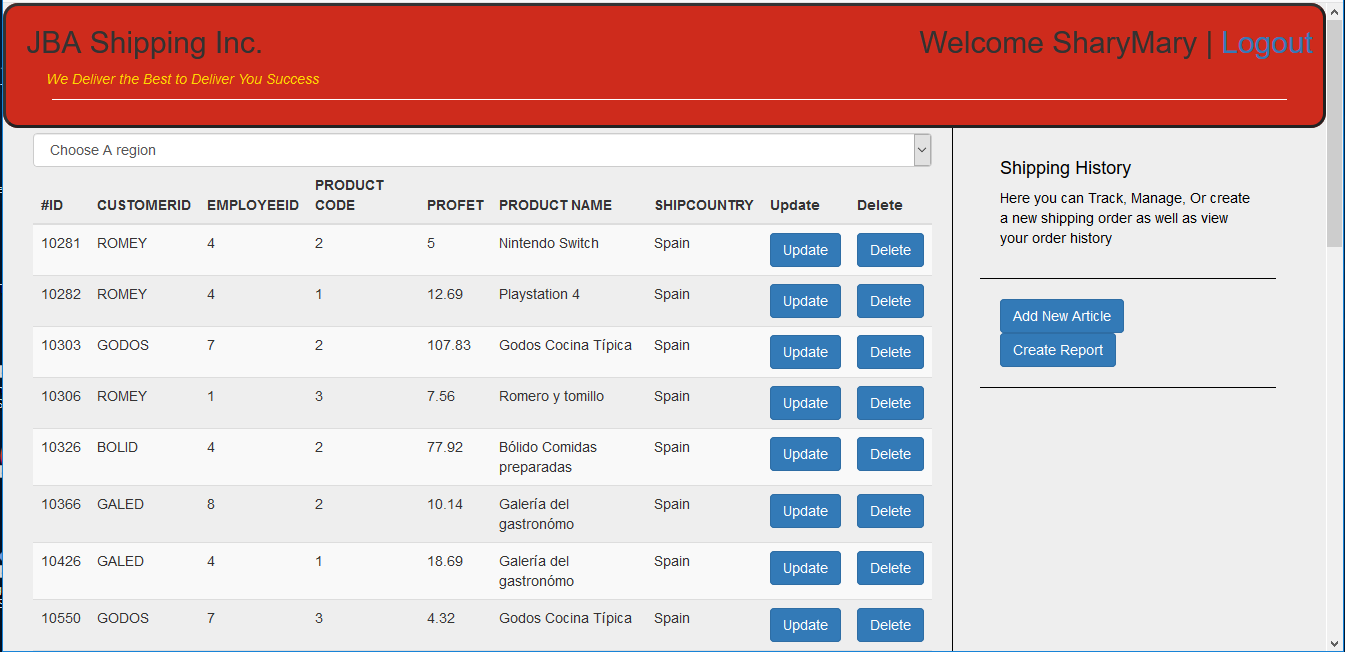 JBA Shipping Inc.
Welcome SharyMary | Logout
We Deliver the Best to Deliver You Success
Choose A region
#ID CUSTOMERID EMPLOYEEID PRODUCT CODE PROFET PRODUCT NAME SHIPCOUNTRY Update Delete
10281 ROMEY 4 2 5 Nintendo Switch Spain Update Delete
10282 ROMEY 4 1 12.69 Playstation 4 Spain Update Delete
10303 GODOS 7 2 107.83 Godos Cocina Típica Spain Update Delete
10306 ROMEY 1 3 7.56 Romero y tomillo Spain Update Delete
10326 BOLID 4 2 77.92 Bólido Comidas preparadas Spain Update Delete
10366 GALED 8 2 10.14 Galería del gastronómo Spain Update Delete
10426 GALED 4 1 18.69 Galería del gastronómo Spain Update Delete
10550 GODOS 7 3 4.32 Godos Cocina Típica Spain Update Delete
Shipping History
Here you can Track, Manage, Or create
a new shipping order as well as view
your order history
Add New Article
Create Report